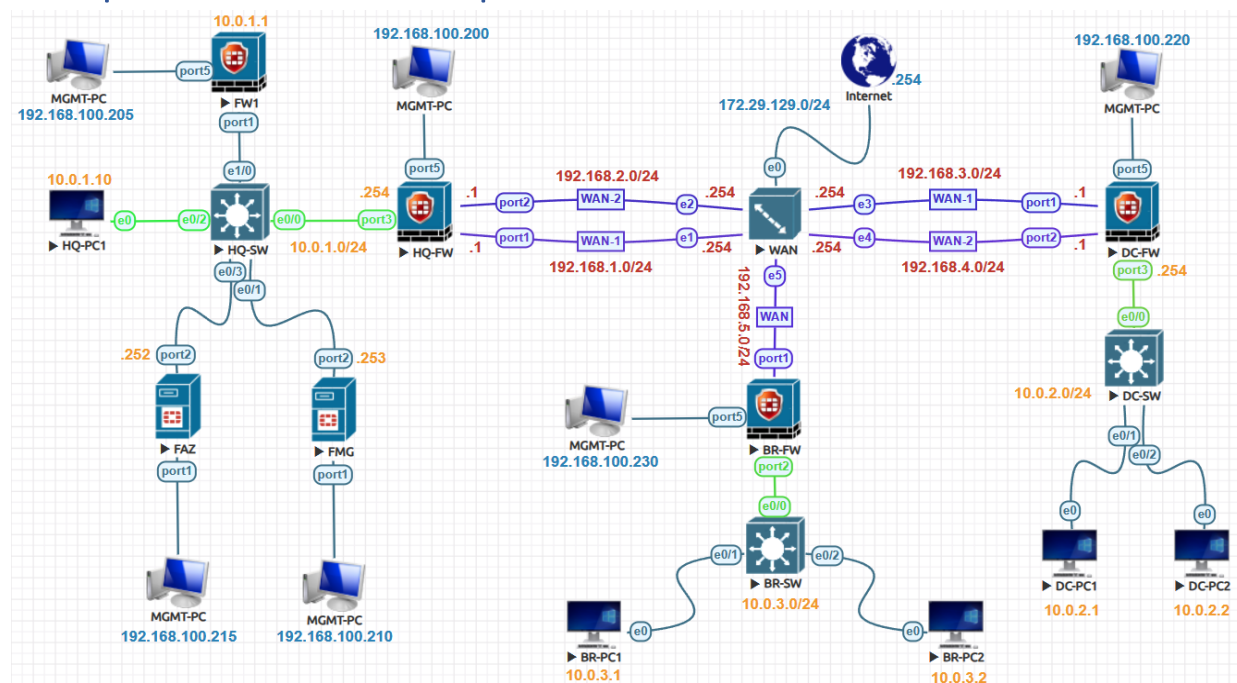 10.0.1.1
port5
MGMT-PC
192.168.100.205
FW1
port1
192.168.100.200
MGMT-PC
port5
172.29.129.0/24
Internet
.254
192.168.100.220
MGMT-PC
port5
e1/0
10.0.1.10
e0
e0/2
HQ-PC1
HQ-SW
e0/0
10.0.1.0/24
.254
port3
HQ-FW
.1
port2
192.168.2.0/24
WAN-2
e2
.254
.1
port1
WAN-1
192.168.1.0/24
e1
.254
e0
WAN
.254
e3
192.168.3.0/24
WAN-1
port1
.1
.254
e4
WAN-2
192.168.4.0/24
port2
.1
DC-FW
port3
.254
e0/3
e0/1
e5
192.168.5.0/24
WAN
port1
e0/0
10.0.2.0/24
DC-SW
.252
port2
port2
.253
FAZ
FMG
port1
port1
MGMT-PC
192.168.100.230
port5
BR-FW
port2
e0/1
e0/2
e0/0
e0
e0
DC-PC1
DC-PC2
10.0.2.1
10.0.2.2
e0/1
e0/2
BR-SW
10.0.3.0/24
MGMT-PC
192.168.100.215
MGMT-PC
192.168.100.210
e0
BR-PC1
10.0.3.1
e0
BR-PC2
10.0.3.2